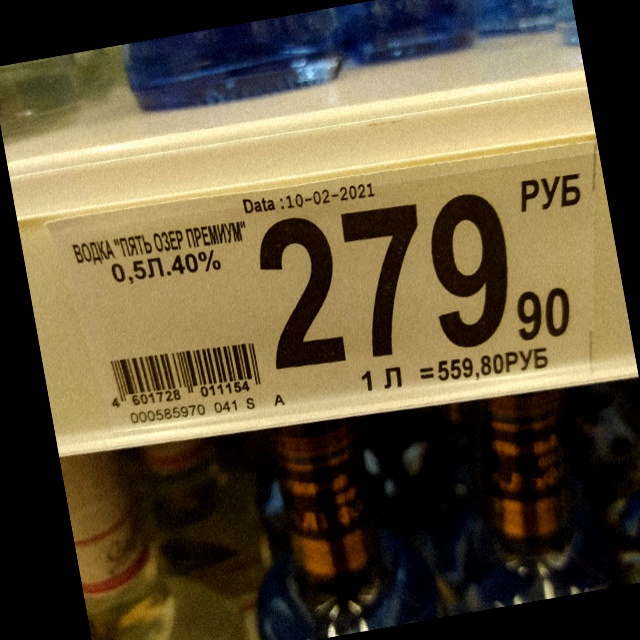 Data :10-02-2021
РУБ
ВОДКА "ПЯТЬ ОЗЕР ПРЕМИУМ"
0,5Л.40%
279 90
4 601728 011154
1 Л =559,80РУБ
000585970 041 S A